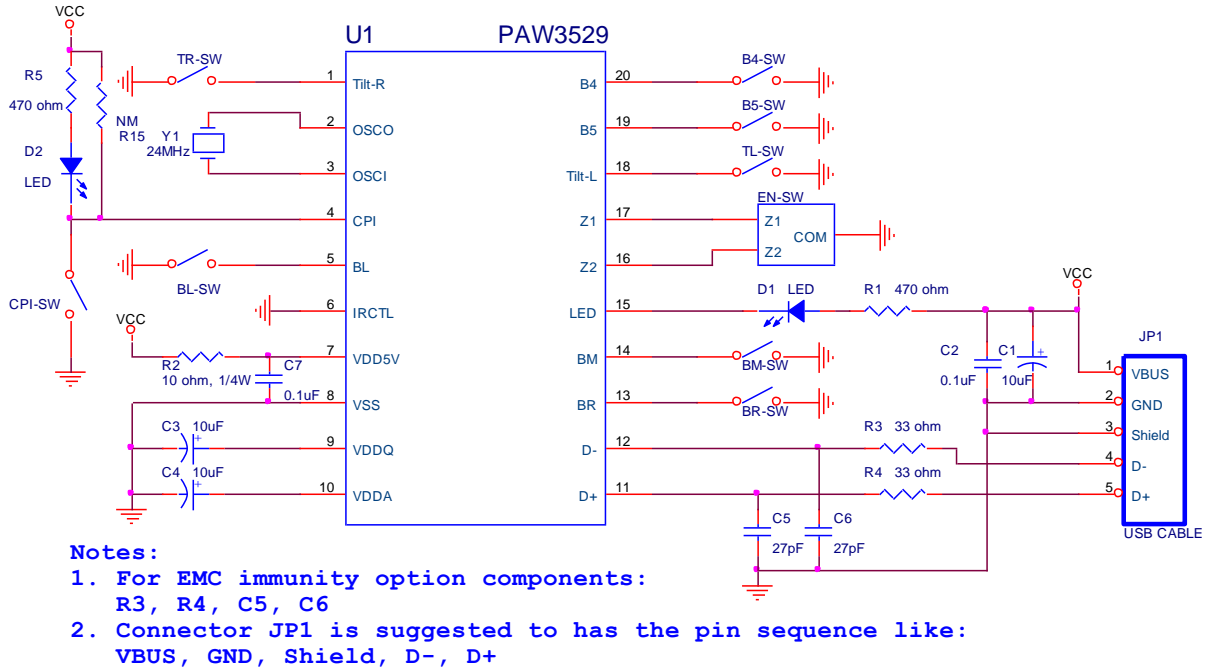 VCC
U1 PAW3529
R5
470 ohm
NM
R15
D2
LED
TR-SW
Y1
24MHz
CPI-SW
BL-SW
VCC
R2
10 ohm, 1/4W
C7
0.1uF
C3 10uF
C4 10uF
1 Tilt-R
2 OSCO
3 OSCI
4 CPI
5 BL
6 IRCTL
7 VDD5V
8 VSS
9 VDDQ
10 VDDA
B4 20
B5 19
Tilt-L 18
Z1 17
Z2 16
LED 15
BM 14
BR 13
D- 12
D+ 11
B4-SW
B5-SW
TL-SW
EN-SW
Z1
COM
Z2
D1 LED
R1 470 ohm
BM-SW
BR-SW
VCC
C2 C1
0.1uF 10uF
R3 33 ohm
R4 33 ohm
C5
27pF
C6
27pF
JP1
1 VBUS
2 GND
3 Shield
4 D-
5 D+
USB CABLE
Notes:
1. For EMC immunity option components:
R3, R4, C5, C6
2. Connector JP1 is suggested to has the pin sequence like:
VBUS, GND, Shield, D-, D+